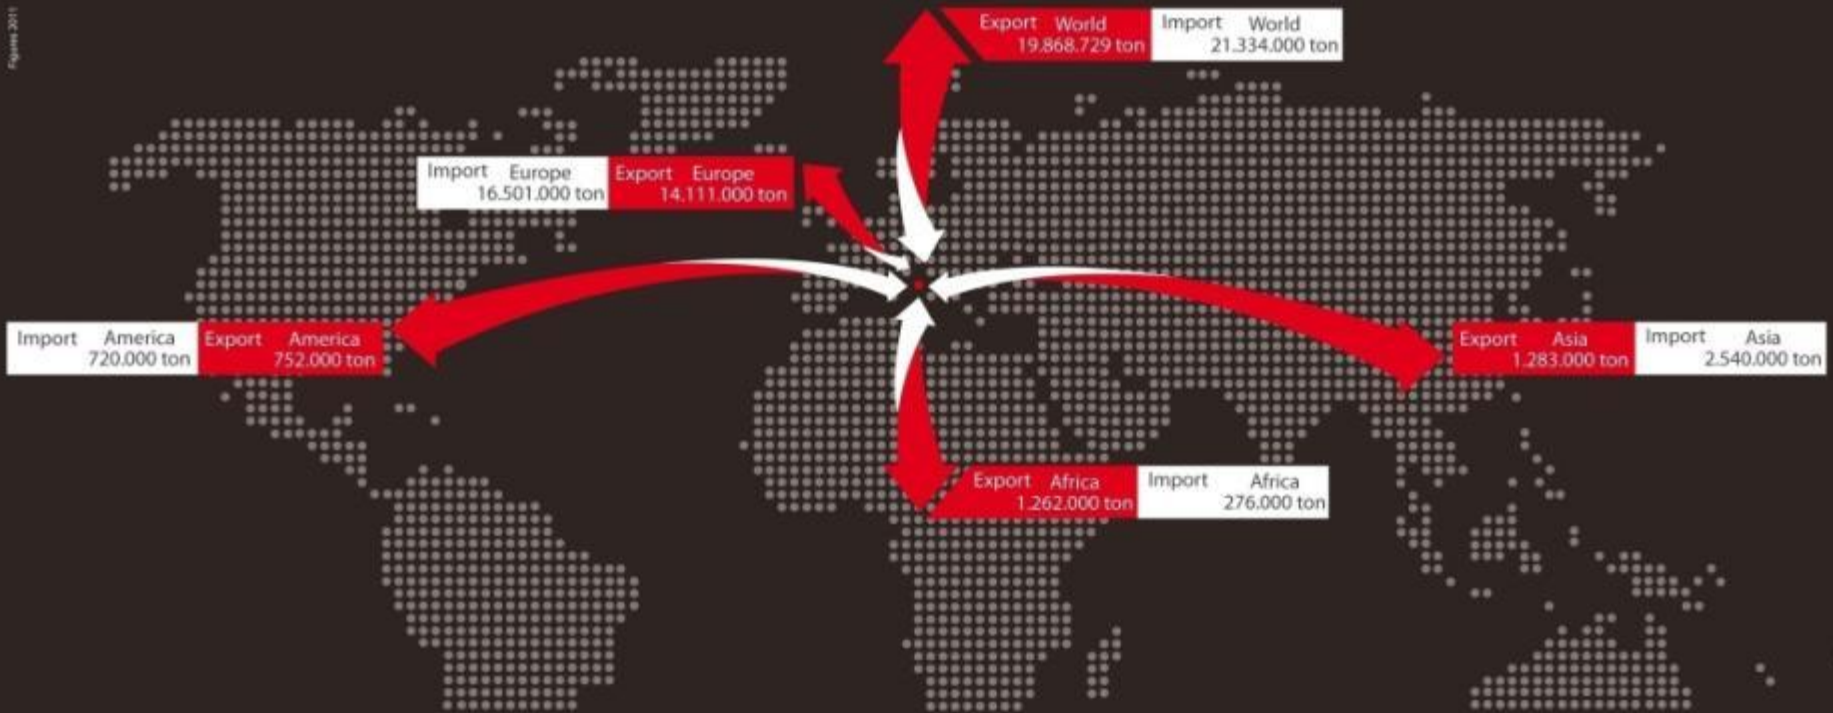 Figures 2011
Export World
19.868.729 ton
Import World
21.334.000 ton
Import Europe
16.501.000 ton
Export Europe
14.111.000 ton
Import America
720.000 ton
Export America
752.000 ton
Export Asia
1.283.000 ton
Import Asia
2.540.000 ton
Export Africa
1.262.000 ton
Import Africa
276.000 ton